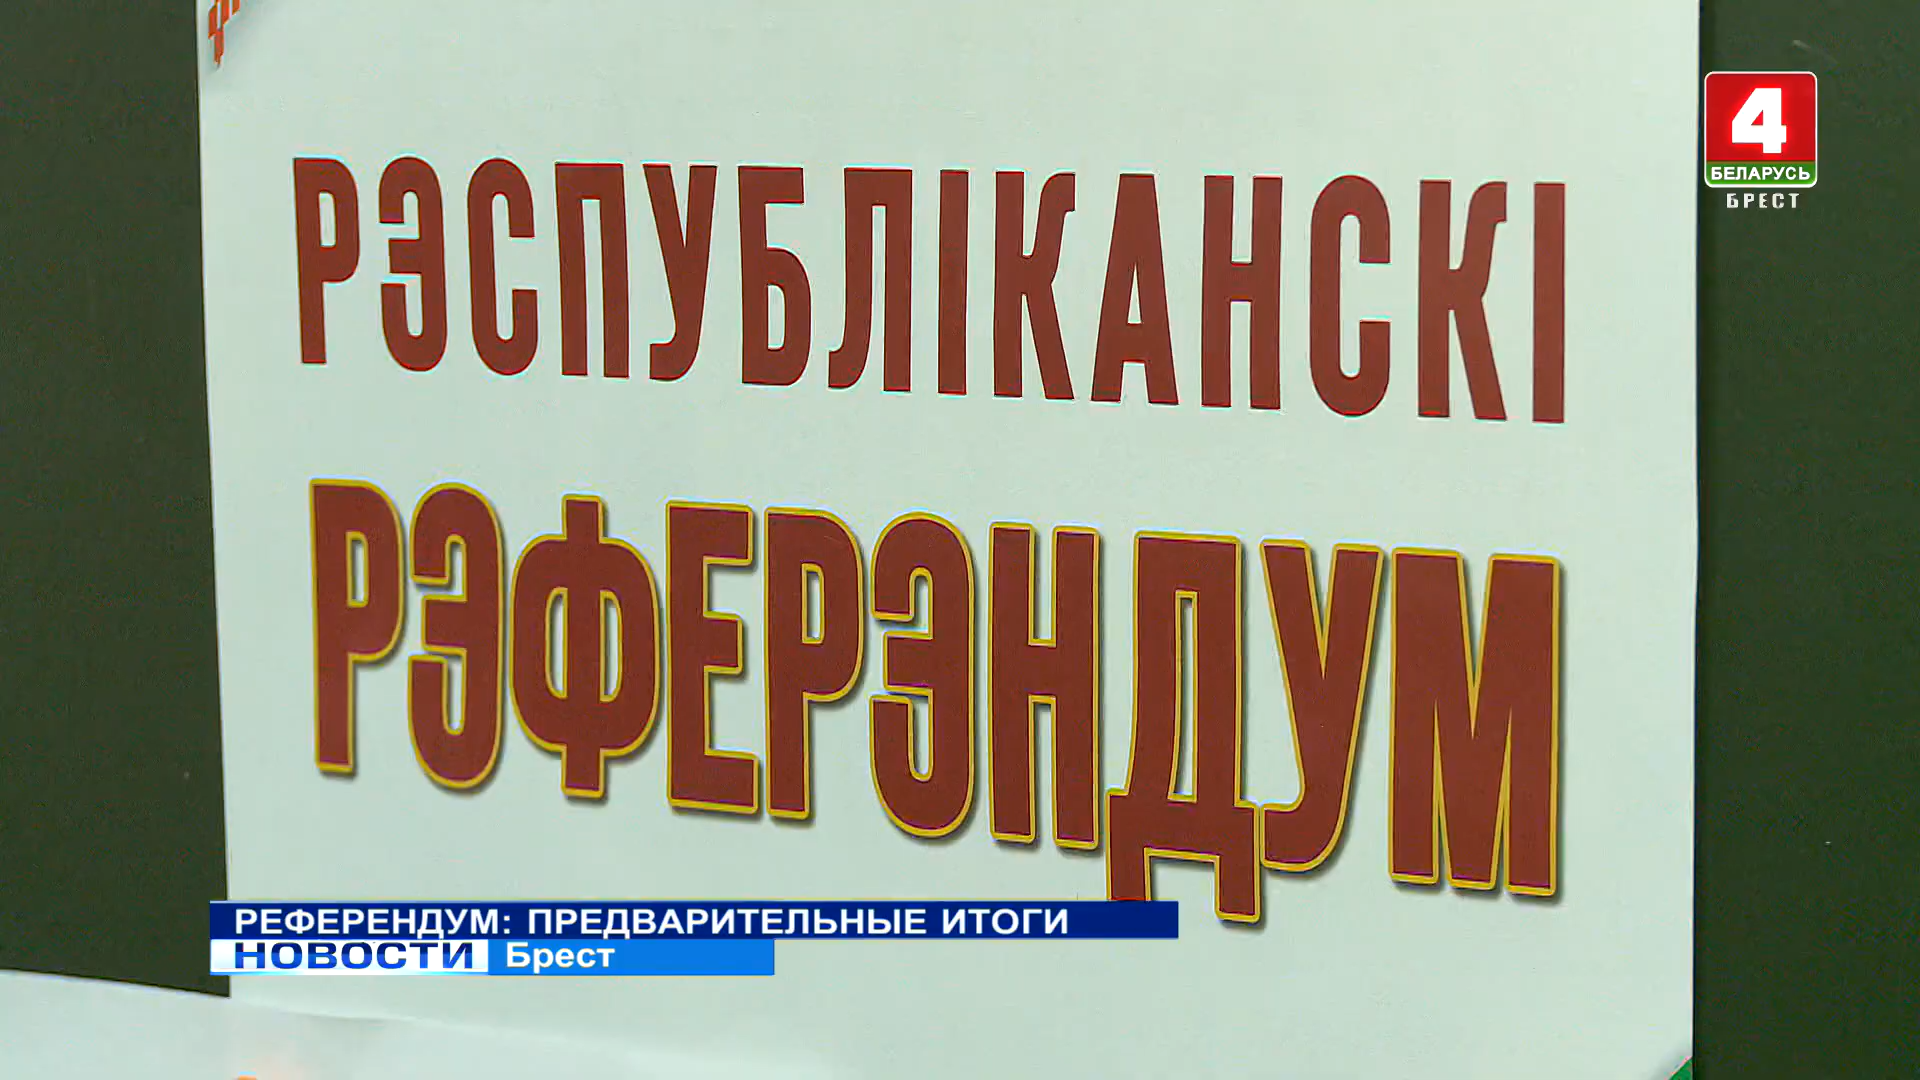 4
БЕЛАРУСЬ
БРЕСТ
РЭСПУБЛІКАНСКІ
РЭФЕРЭНДУМ
РЕФЕРЕНДУМ: ПРЕДВАРИТЕЛЬНЫЕ ИТОГИ
НОВОСТИ Брест